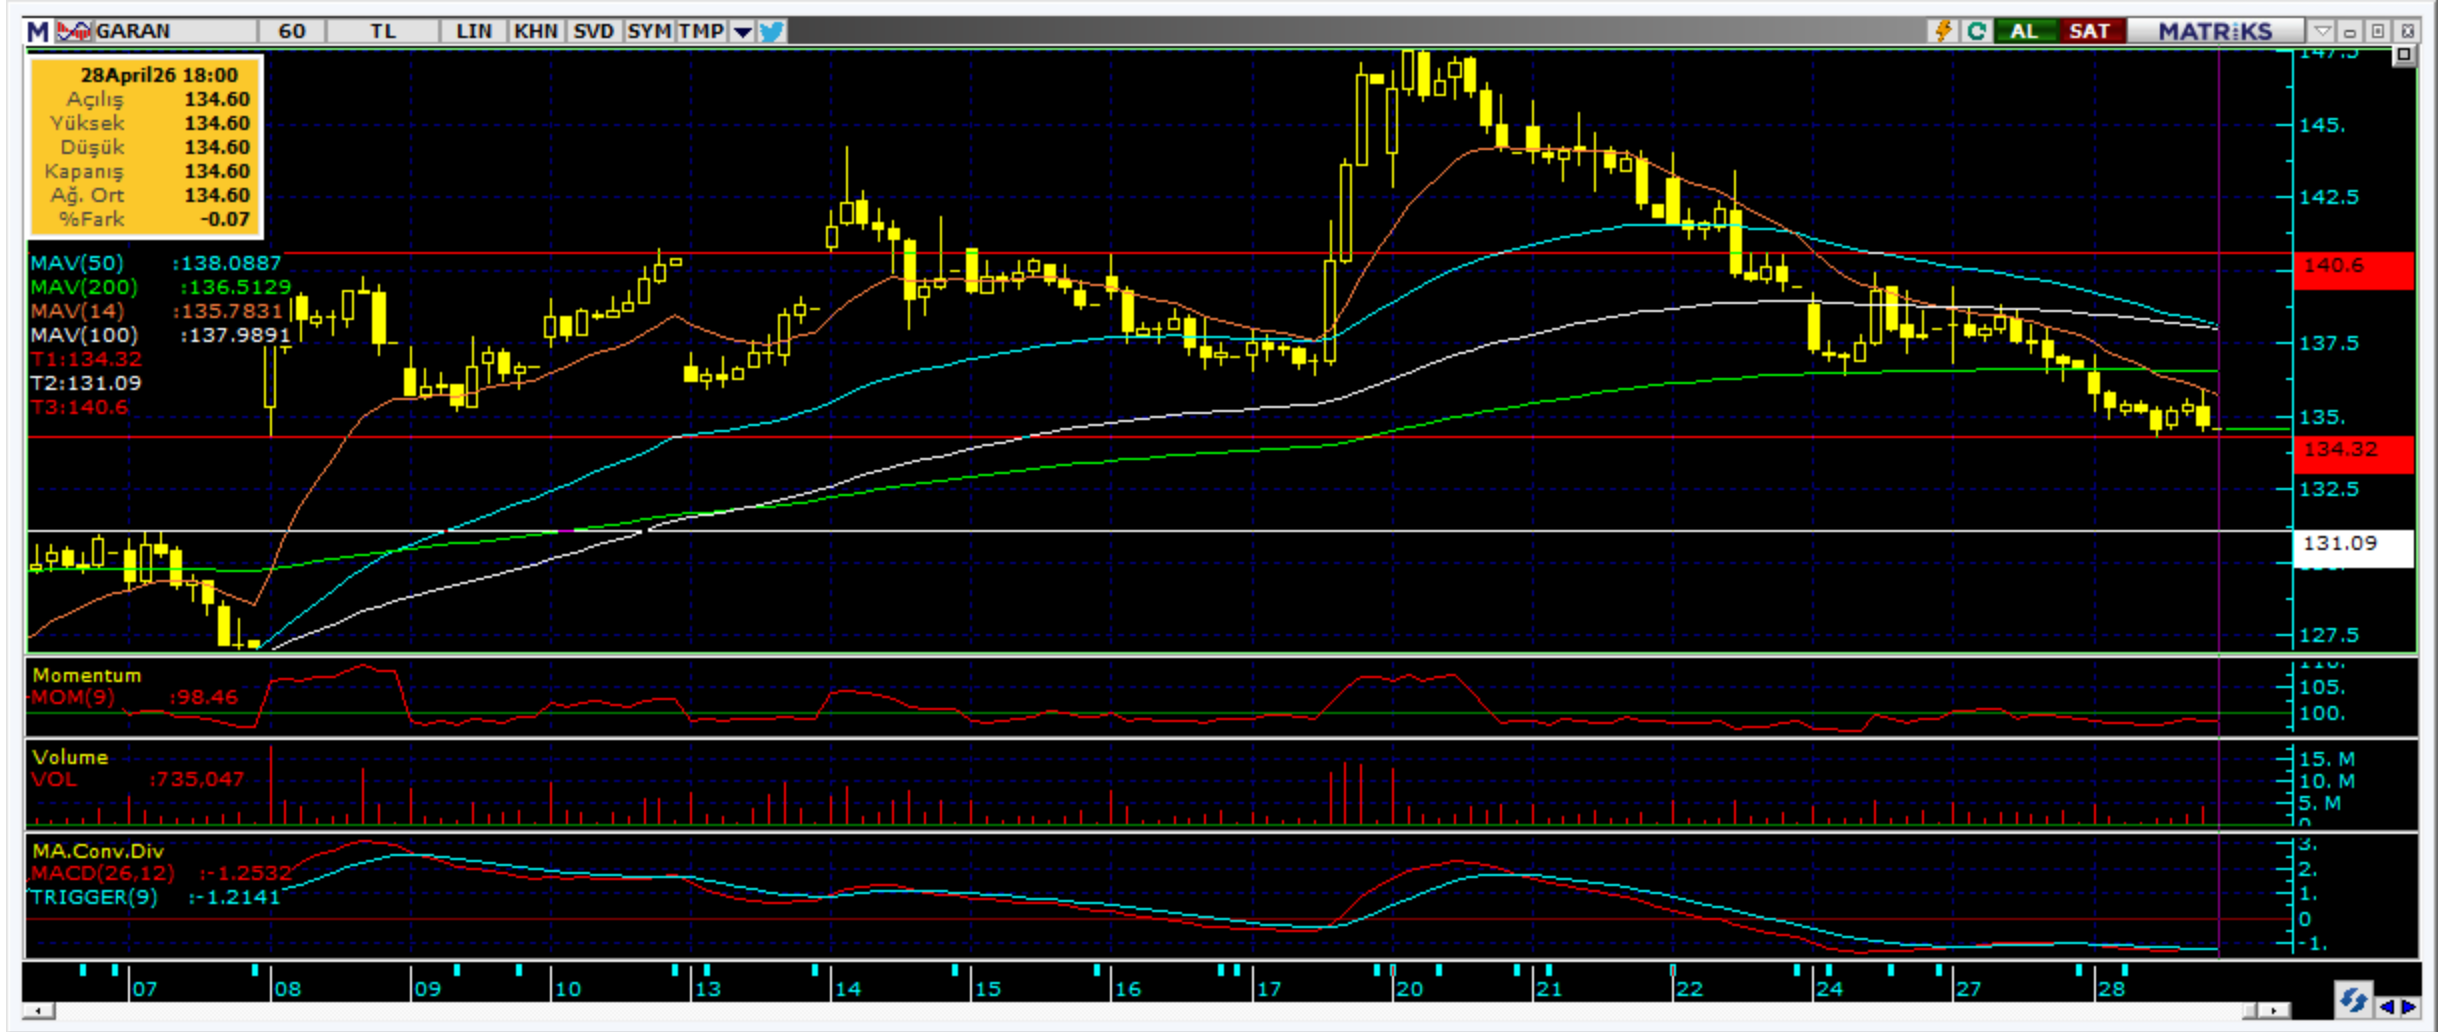 M GARAN 60 TL LIN KHN SVD SYM TMP AL SAT MATRiKS
28April26 18:00
Açılış 134.60
Yüksek 134.60
Düşük 134.60
Kapanış 134.60
Ağ. Ort 134.60
%Fark -0.07
MAV(50) :138.0887
MAV(200) :136.5129
MAV(14) :135.7831
MAV(100) :137.9891
T1:134.32
T2:131.09
T3:140.6
147.5
145.
142.5
140.6
137.5
135.
134.32
132.5
131.09
127.5
Momentum
MOM(9) :98.46
110.
105.
100.
Volume
VOL :735,047
15. M
10. M
5. M
0
MA.Conv.Div
MACD(26,12) :-1.2532
TRIGGER(9) :-1.2141
3.
2.
1.
0
-1.
07 08 09 10 13 14 15 16 17 20 21 22 24 27 28